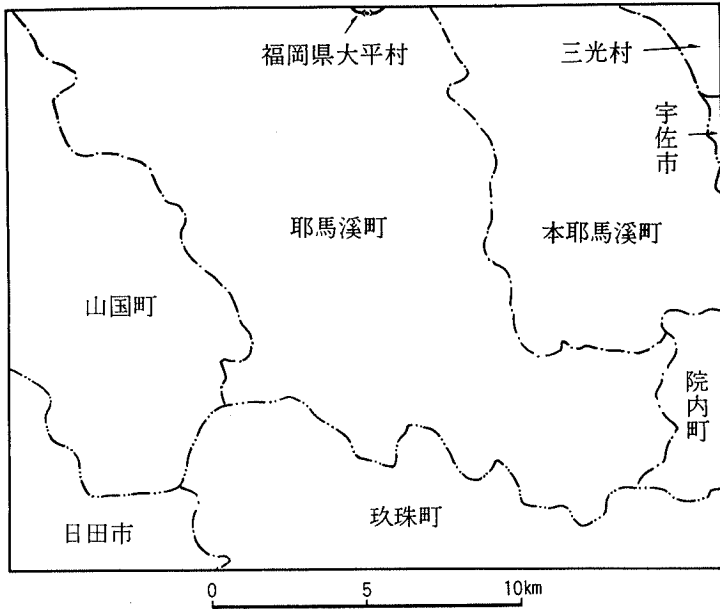 福岡県大平村
三光村
宇佐市
耶馬溪町
本耶馬溪町
山国町
院内町
玖珠町
日田市
0 5 10km